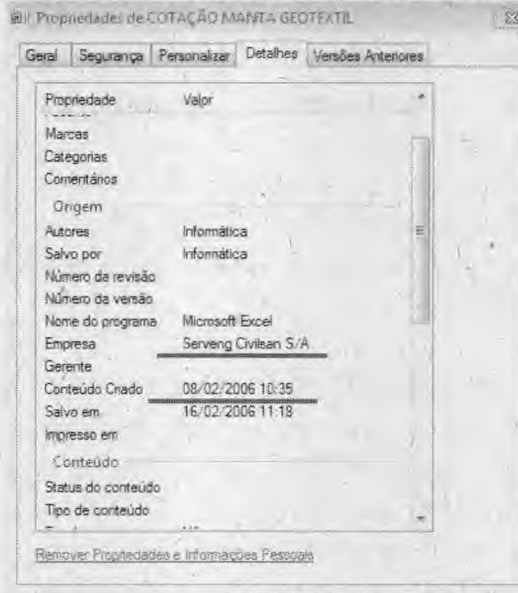 Propriedades de COTAÇÃO MANTA GEOTEXTIL
Geral Segurança Personalizar Detalhes Versões Anteriores
Propriedade Valor
Marcas
Categorias
Comentários
Origem
Autores Informática
Salvo por Informática
Número da revisão
Número da versão
Nome do programa Microsoft Excel
Empresa Serveng Civilsan S/A
Gerente
Conteúdo Criado 08/02/2006 10:35
Salvo em 16/02/2006 11:18
Impresso em
Conteúdo
Status do conteúdo
Tipo de conteúdo
Remover Propriedades e Informações Pessoais